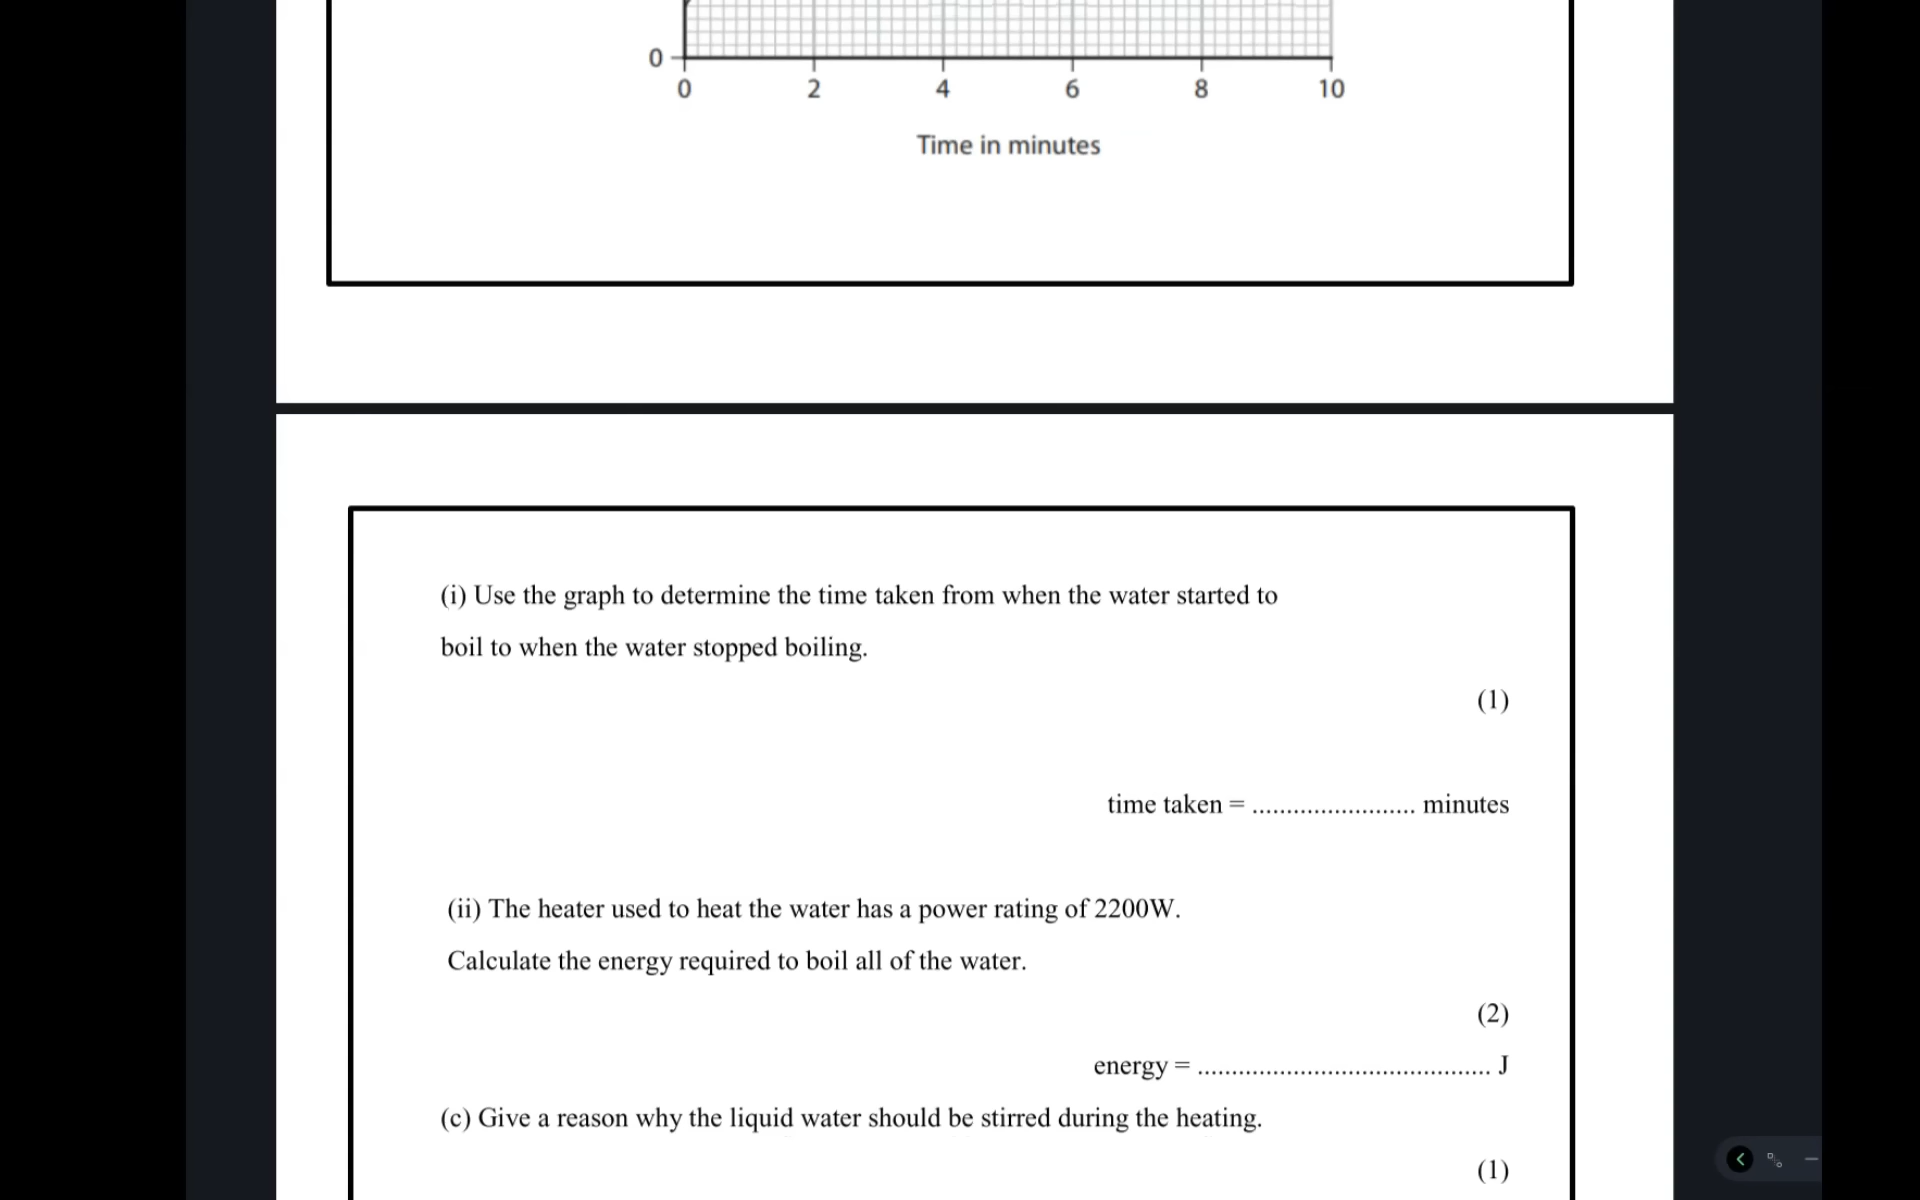 0
0 2 4 6 8 10
Time in minutes
(i) Use the graph to determine the time taken from when the water started to
boil to when the water stopped boiling.
(1)
time taken = ........................ minutes
(ii) The heater used to heat the water has a power rating of 2200W.
Calculate the energy required to boil all of the water.
(2)
energy = ........................................... J
(c) Give a reason why the liquid water should be stirred during the heating.
(1)